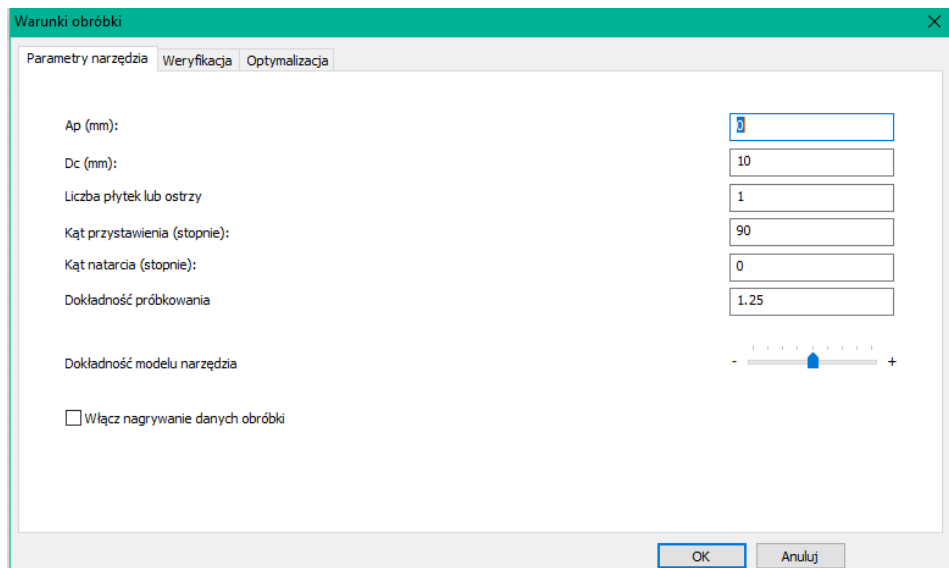 Warunki obróbki
Parametry narzędzia Weryfikacja Optymalizacja
Ap (mm): 0
Dc (mm): 10
Liczba płytek lub ostrzy 1
Kąt przystawienia (stopnie): 90
Kąt natarcia (stopnie): 0
Dokładność próbkowania 1.25
Dokładność modelu narzędzia - +
Włącz nagrywanie danych obróbki
OK Anuluj